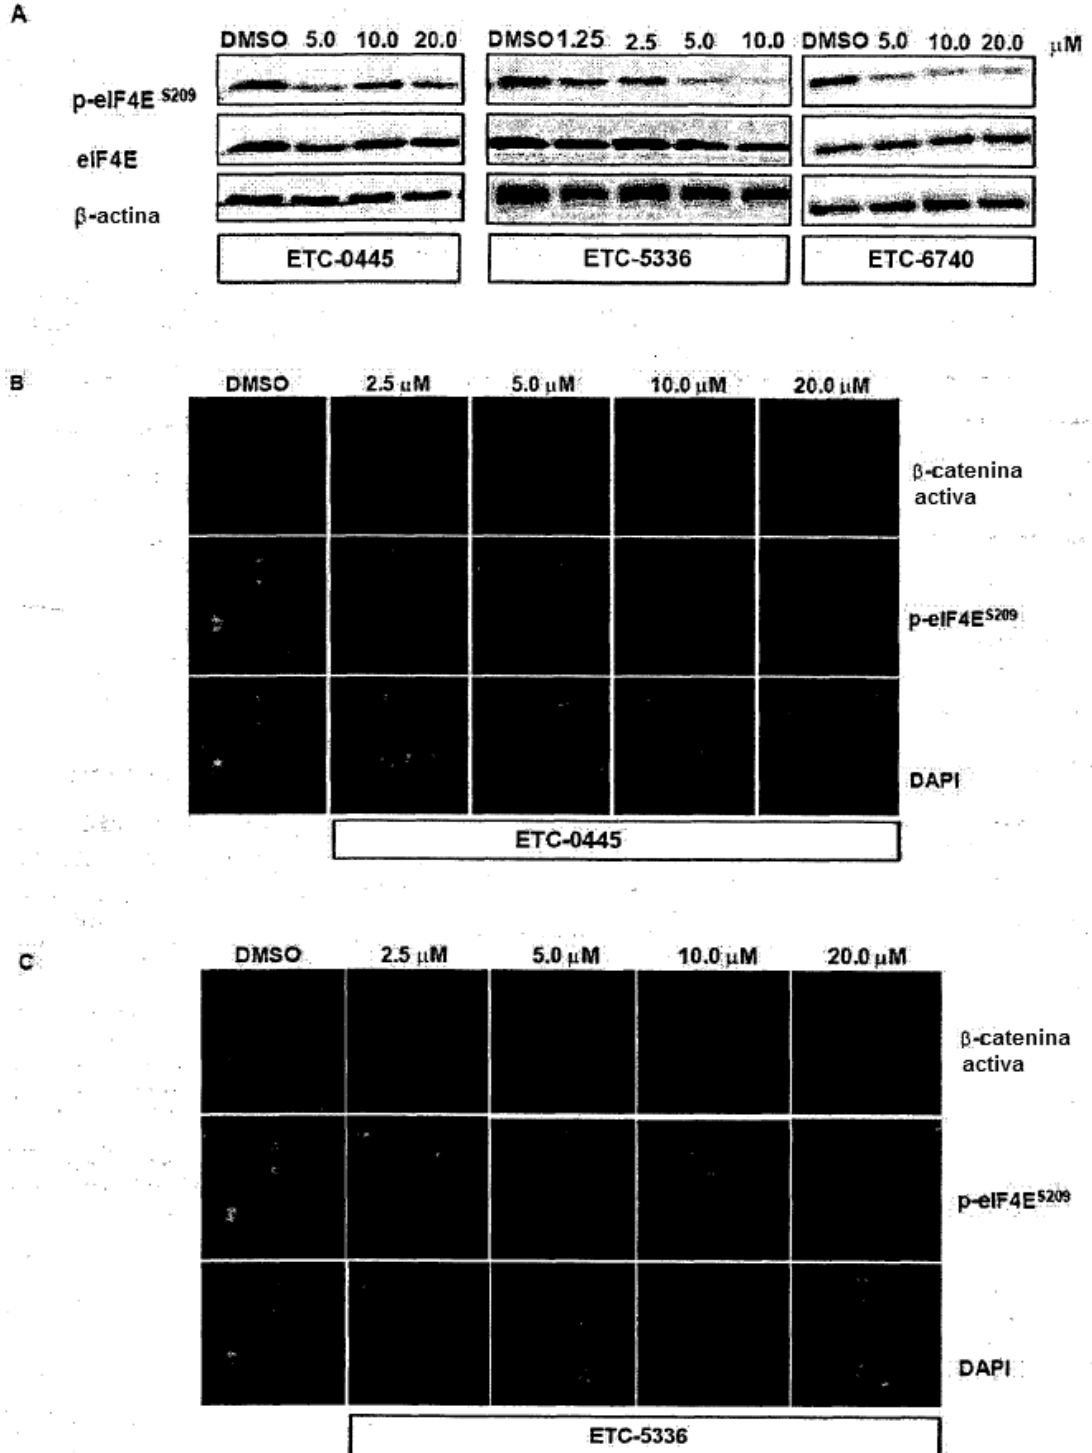 A
DMSO 5.0 10.0 20.0 DMSO 1.25 2.5 5.0 10.0 DMSO 5.0 10.0 20.0 μM
p-eIF4E S209
eIF4E
β-actina
ETC-0445 ETC-5336 ETC-6740
B
DMSO 2.5 μM 5.0 μM 10.0 μM 20.0 μM
β-catenina
activa
p-eIF4E S209
DAPI
ETC-0445
C
DMSO 2.5 μM 5.0 μM 10.0 μM 20.0 μM
β-catenina
activa
p-eIF4E S209
DAPI
ETC-5336